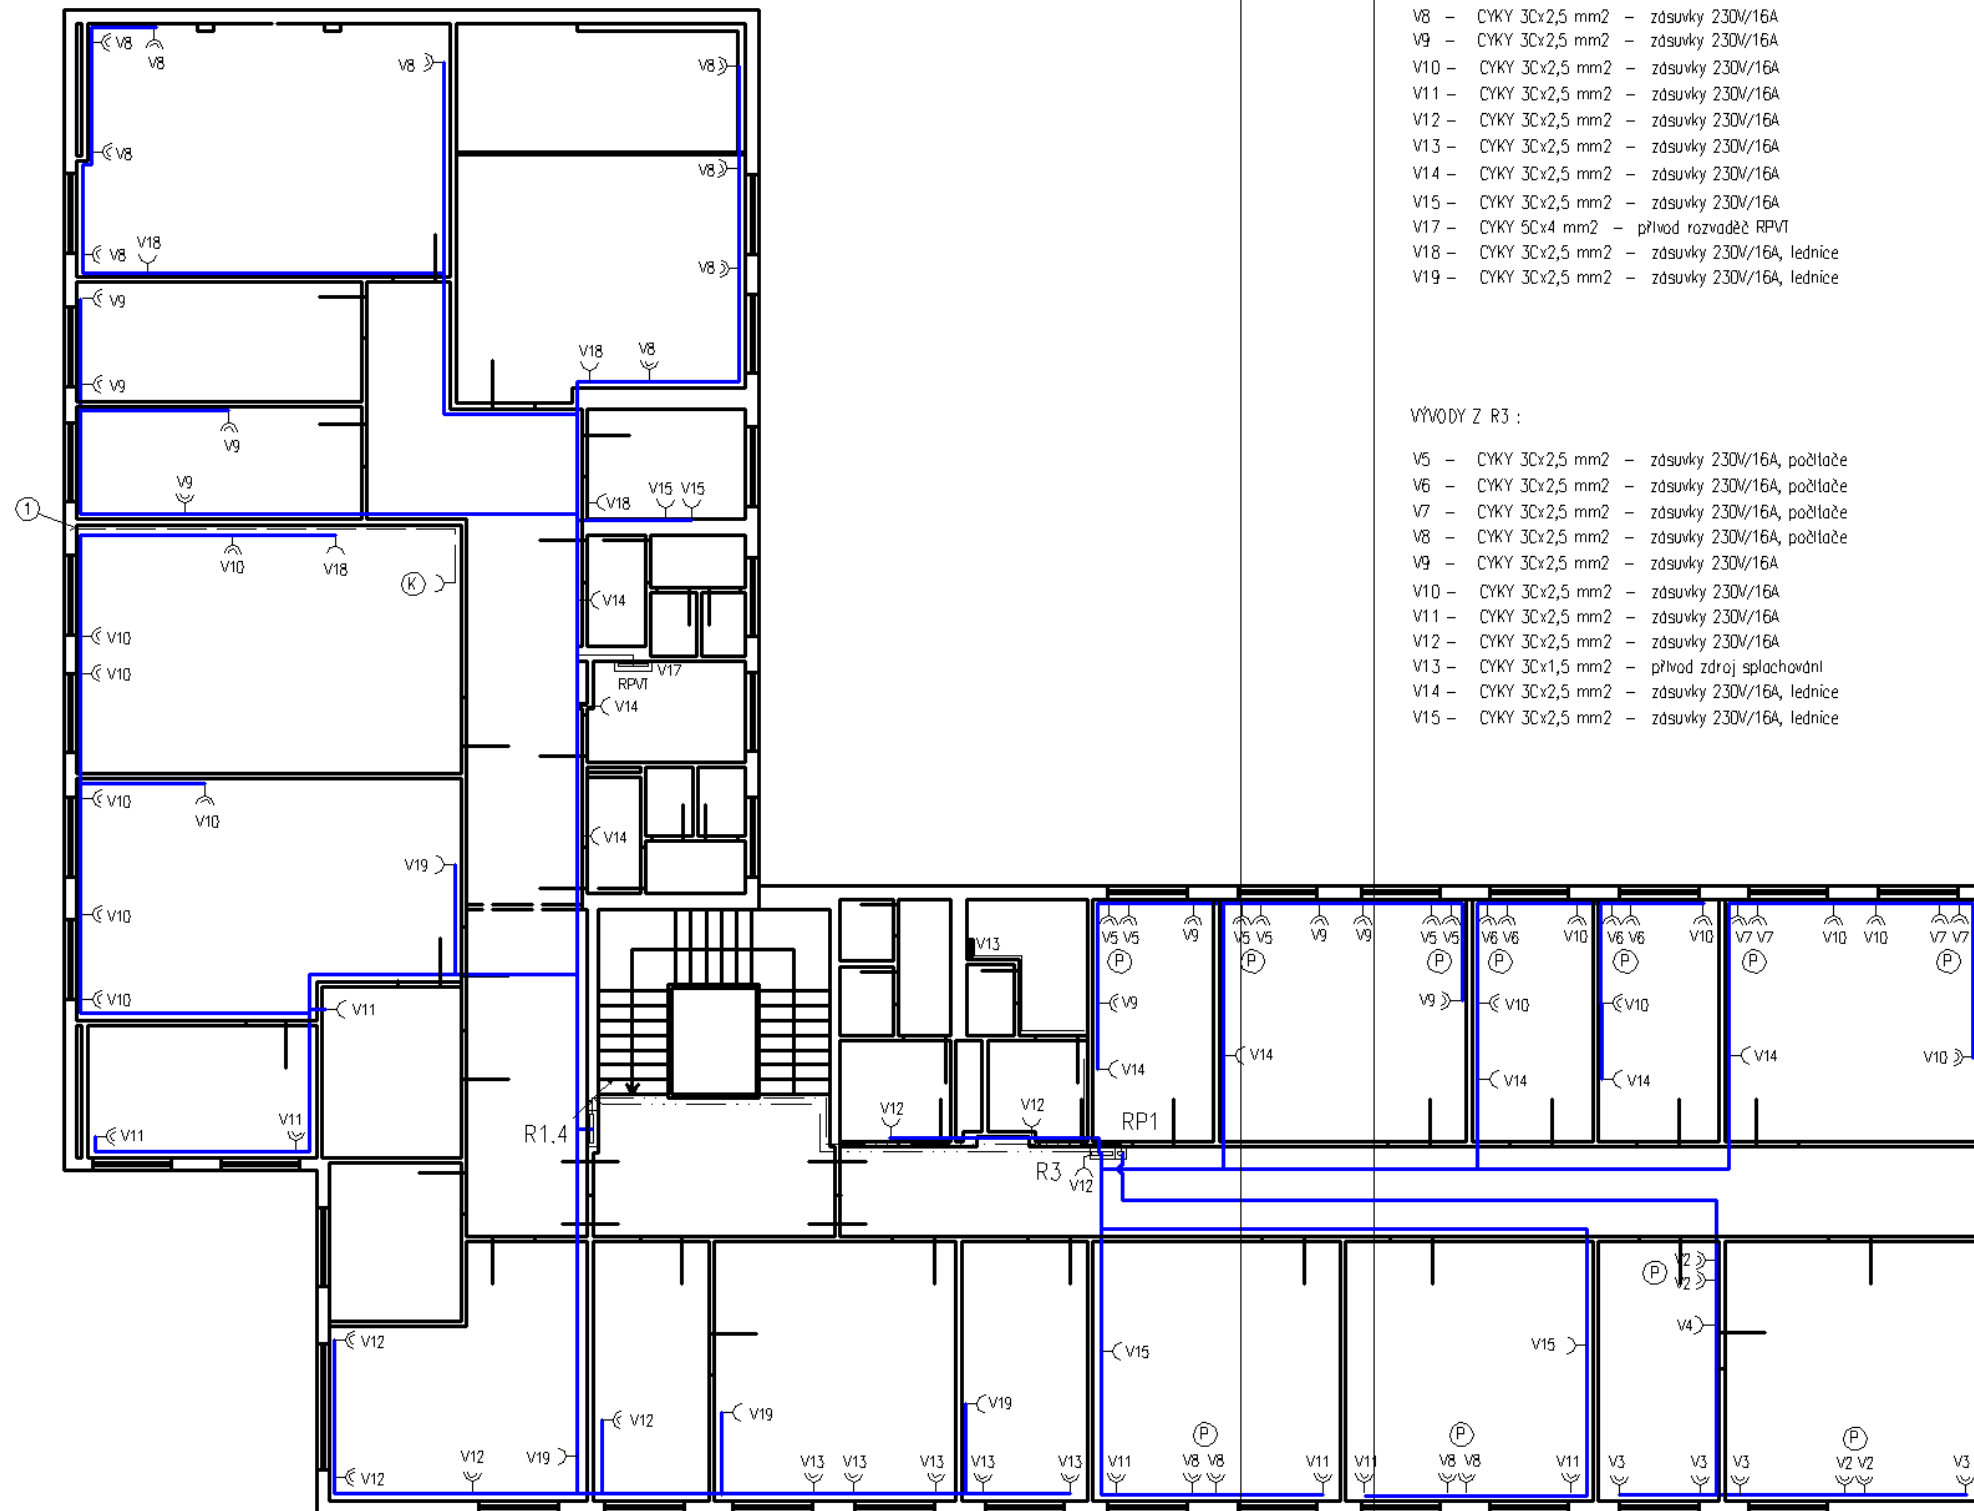 V8 – CYKY 3Cx2,5 mm2 – zásuvky 230V/16A
V9 – CYKY 3Cx2,5 mm2 – zásuvky 230V/16A
V10 – CYKY 3Cx2,5 mm2 – zásuvky 230V/16A
V11 – CYKY 3Cx2,5 mm2 – zásuvky 230V/16A
V12 – CYKY 3Cx2,5 mm2 – zásuvky 230V/16A
V13 – CYKY 3Cx2,5 mm2 – zásuvky 230V/16A
V14 – CYKY 3Cx2,5 mm2 – zásuvky 230V/16A
V15 – CYKY 3Cx2,5 mm2 – zásuvky 230V/16A
V17 – CYKY 5Cx4 mm2 – přívod rozvaděč RPVT
V18 – CYKY 3Cx2,5 mm2 – zásuvky 230V/16A, lednice
V19 – CYKY 3Cx2,5 mm2 – zásuvky 230V/16A, lednice
VÝVODY Z R3 :
V5 – CYKY 3Cx2,5 mm2 – zásuvky 230V/16A, počítače
V6 – CYKY 3Cx2,5 mm2 – zásuvky 230V/16A, počítače
V7 – CYKY 3Cx2,5 mm2 – zásuvky 230V/16A, počítače
V8 – CYKY 3Cx2,5 mm2 – zásuvky 230V/16A, počítače
V9 – CYKY 3Cx2,5 mm2 – zásuvky 230V/16A
V10 – CYKY 3Cx2,5 mm2 – zásuvky 230V/16A
V11 – CYKY 3Cx2,5 mm2 – zásuvky 230V/16A
V12 – CYKY 3Cx2,5 mm2 – zásuvky 230V/16A
V13 – CYKY 3Cx1,5 mm2 – přívod zdroj splachování
V14 – CYKY 3Cx2,5 mm2 – zásuvky 230V/16A, lednice
V15 – CYKY 3Cx2,5 mm2 – zásuvky 230V/16A, lednice
V8
V8
V8
V8
V8
V8
V8
V18
V8
V9
V18
V8
V9
V9
V9
V18
V15 V15
1
V10
V18
K
V14
V10
V10
V17
RPVT
V14
V10
V10
V14
V19
V10
V10
V11
V11
V11
R1.4
V13
V12
V12
RP1
R3
V12
V5 V5
V9
V5 V5
V9
V9
V5 V5
V6 V6
V10
V6 V6
V10
V7 V7
V10
V10
V7 V7
P
P
P
P
P
P
P
V9
V9
V10
V10
V14
V14
V14
V14
V14
V10
V12
V12
V12
V19
V12
V19
V13
V13
V13
V19
V13
V13
V15
P
V11
V8 V8
V11
V15
P
V11
V8 V8
V11
V2
V2
P
V4
V3
V3
P
V3
V2 V2
V3